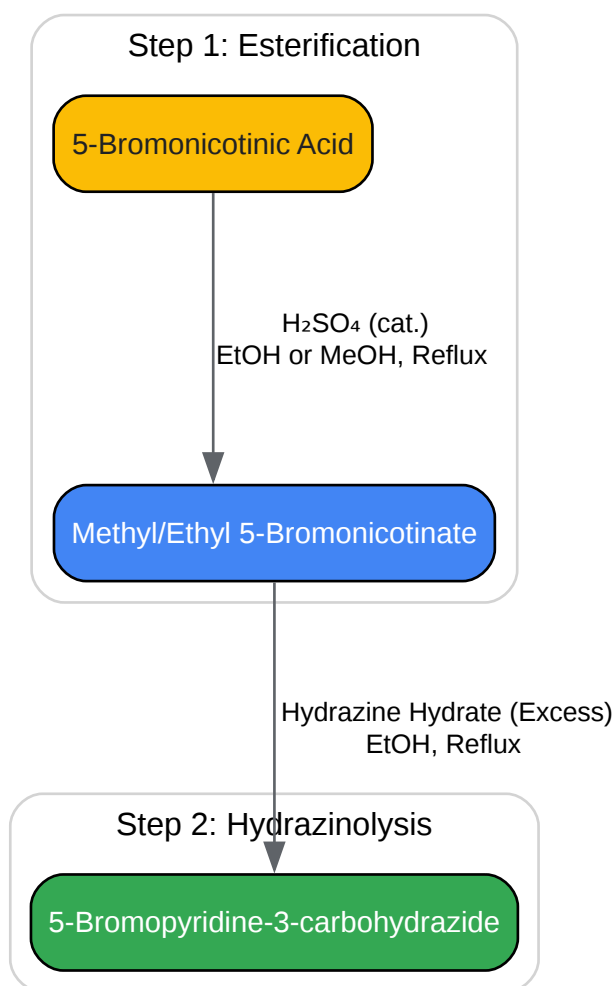 Step 1: Esterification
5-Bromonicotinic Acid
H₂SO₄ (cat.)
EtOH or MeOH, Reflux
Methyl/Ethyl 5-Bromonicotinate
Hydrazine Hydrate (Excess)
EtOH, Reflux
Step 2: Hydrazinolysis
5-Bromopyridine-3-carbohydrazide